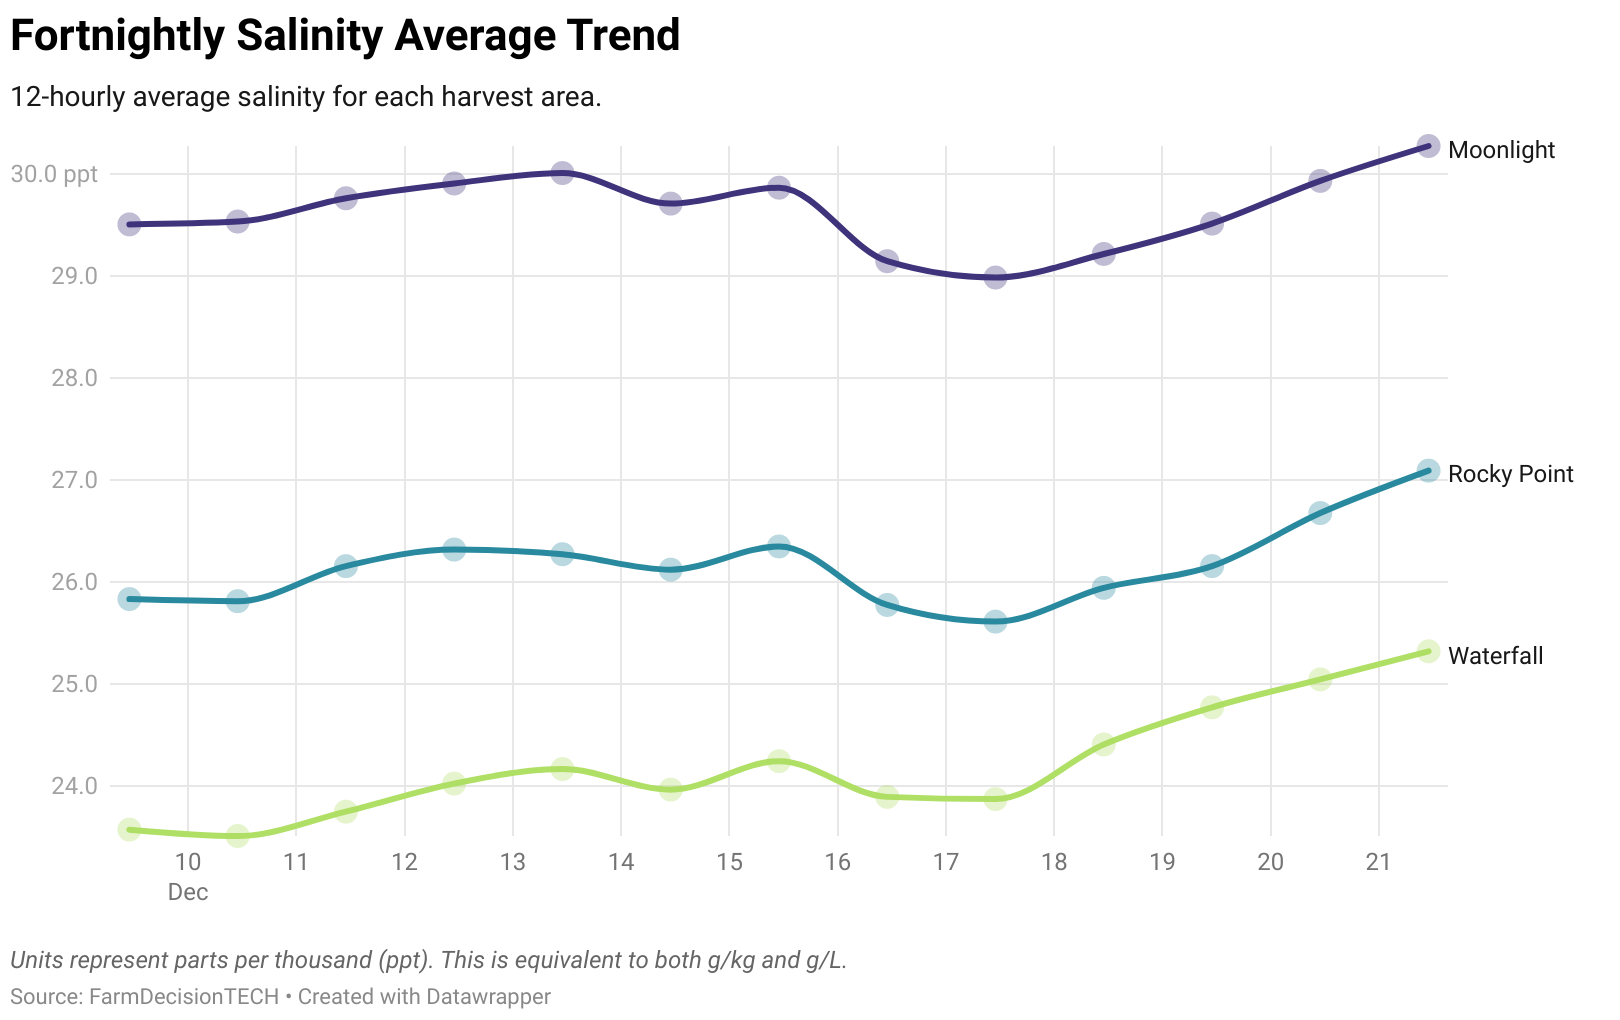 Fortnightly Salinity Average Trend
12-hourly average salinity for each harvest area.
30.0 ppt
29.0
28.0
27.0
26.0
25.0
24.0
Moonlight
Rocky Point
Waterfall
10 11 12 13 14 15 16 17 18 19 20 21
Dec
Units represent parts per thousand (ppt). This is equivalent to both g/kg and g/L.
Source: FarmDecisionTECH • Created with Datawrapper